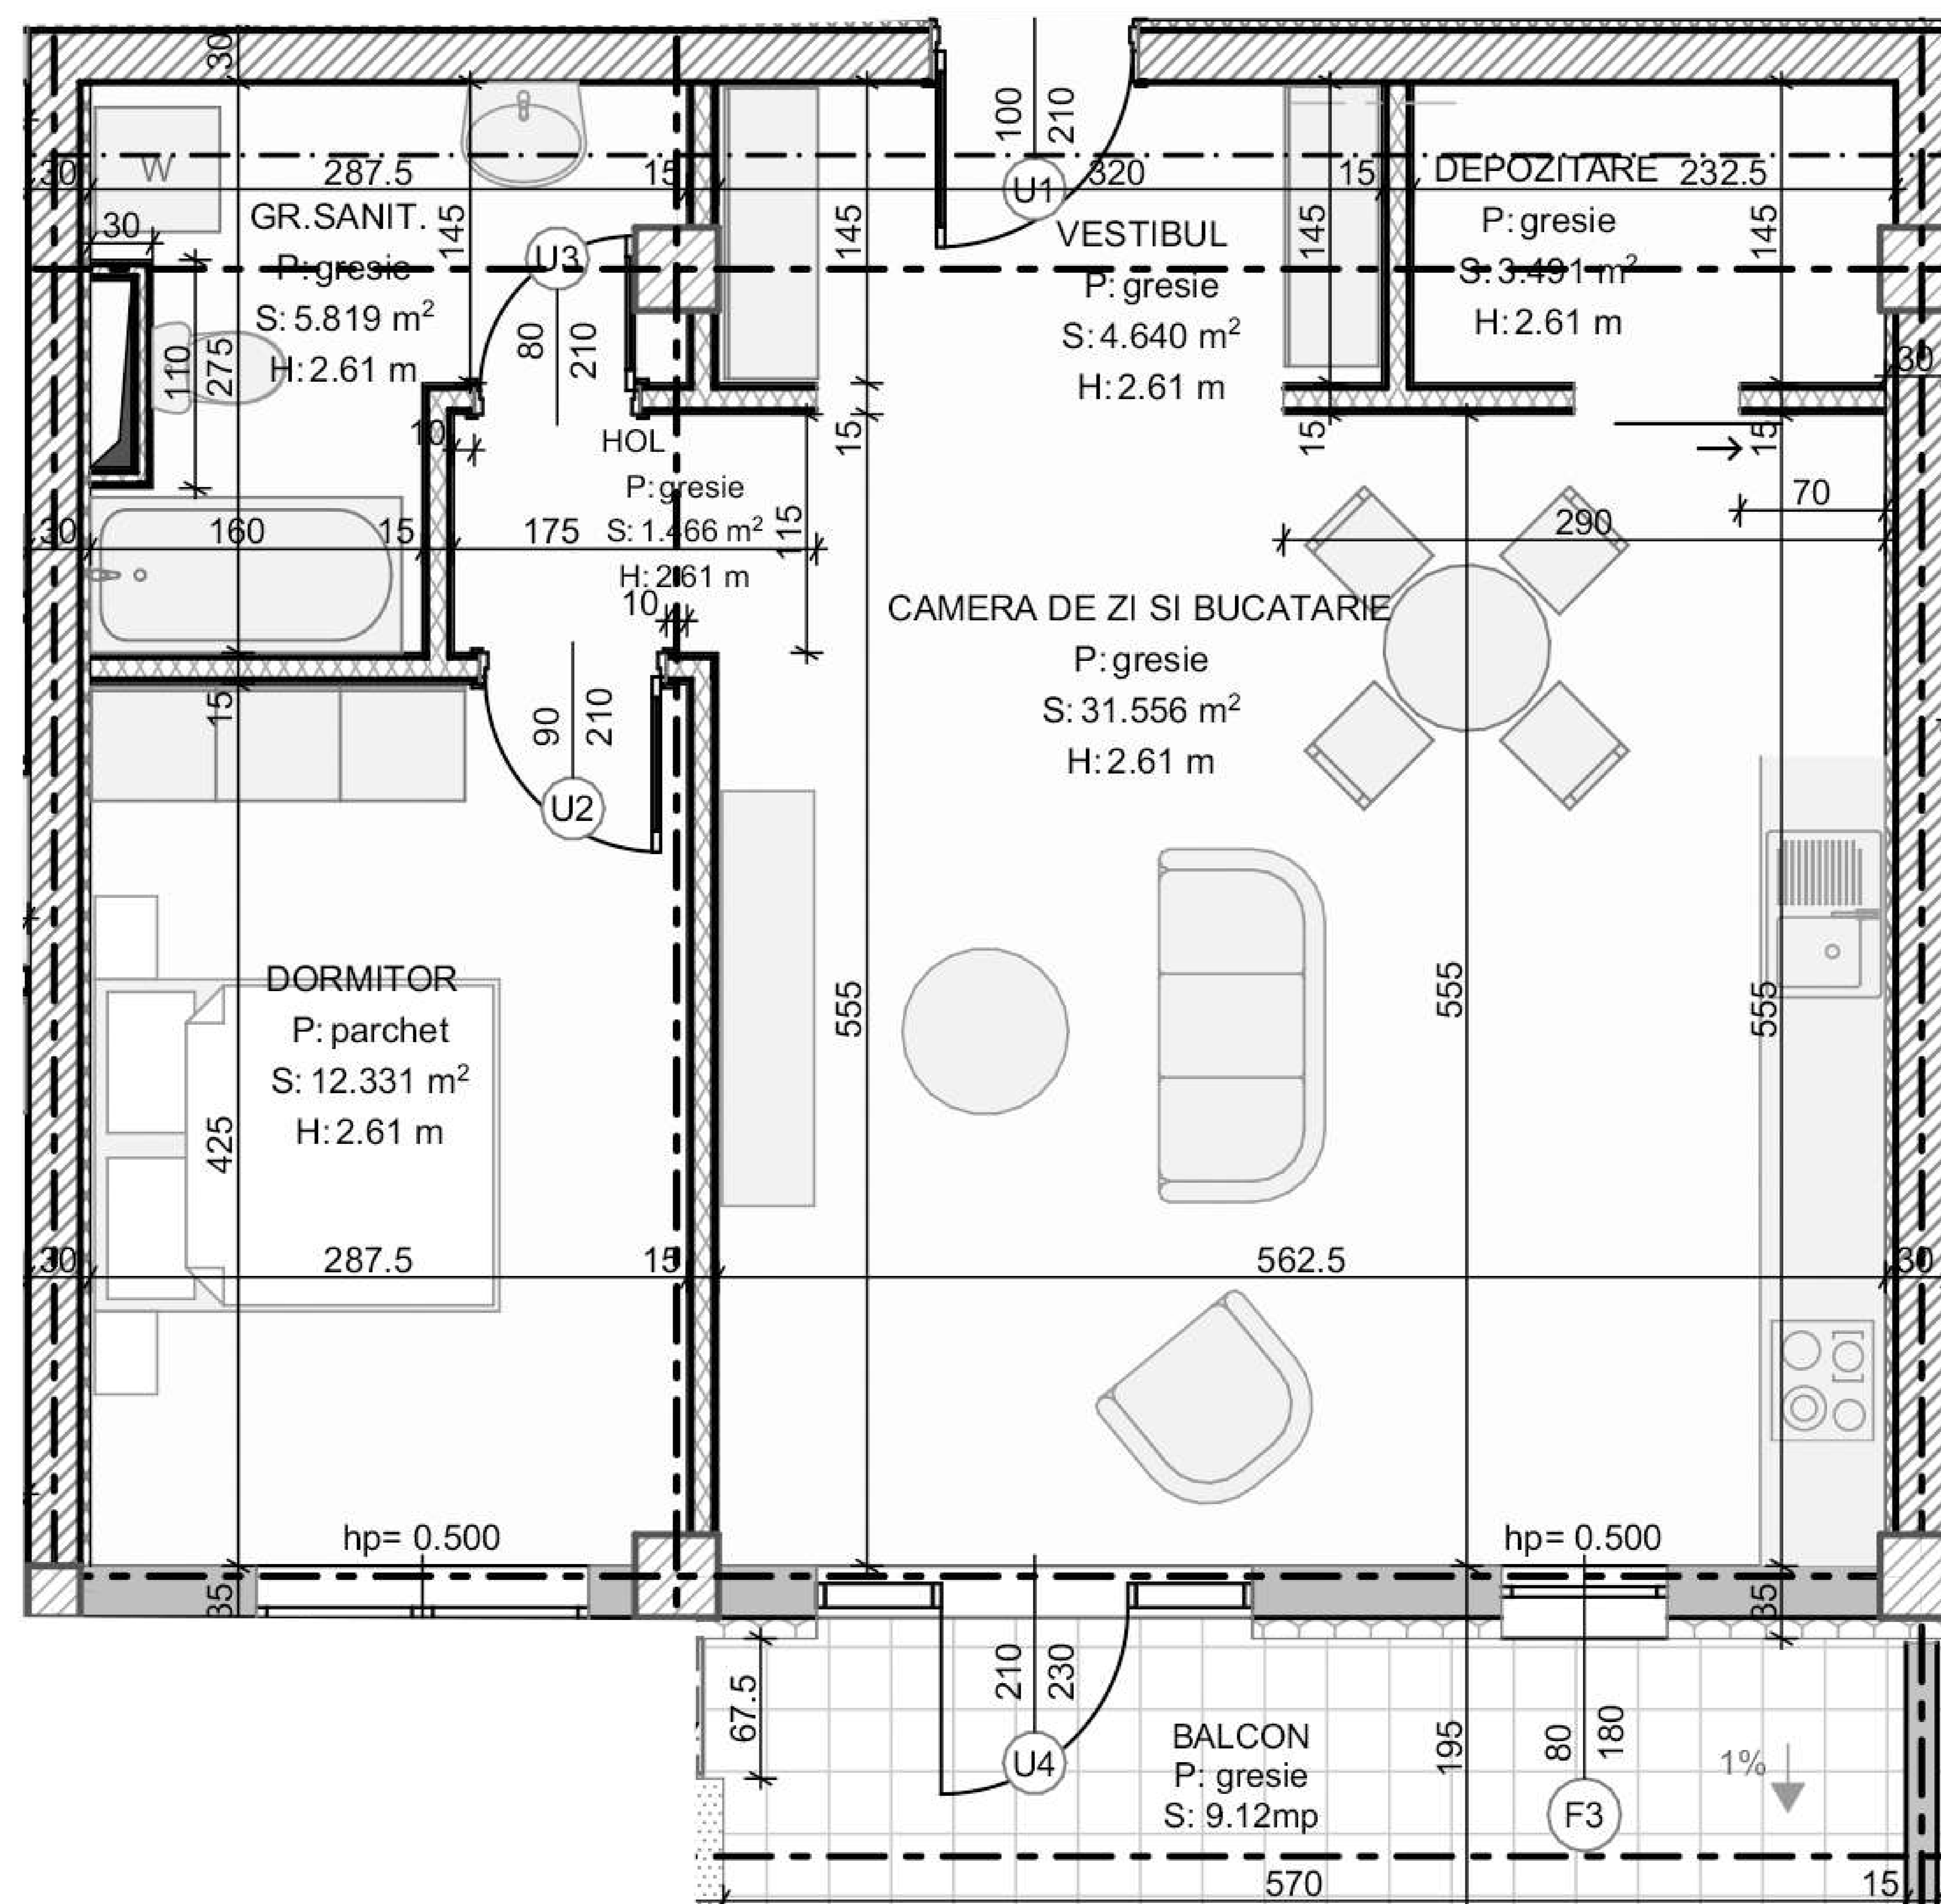 30
100
210
30
287.5
15
U1
320
15
DEPOZITARE
232.5
W
30
GR.SANIT.
P: gresie
S: 5.819 m²
H: 2.61 m
145
U3
80
210
145
VESTIBUL
P: gresie
S: 4.640 m²
H: 2.61 m
145
P: gresie
S: 3.491 m²
H: 2.61 m
145
30
110
275
10
HOL
P: gresie
S: 1.466 m²
H: 2.61 m
15
15
15
70
30
160
15
175
115
290
10
CAMERA DE ZI SI BUCATARIE
P: gresie
S: 31.556 m²
H: 2.61 m
15
90
210
U2
DORMITOR
P: parchet
S: 12.331 m²
H: 2.61 m
425
555
555
555
30
287.5
15
562.5
30
hp= 0.500
hp= 0.500
35
35
67.5
210
230
U4
BALCON
P: gresie
S: 9.12mp
195
80
180
F3
1%
570
15